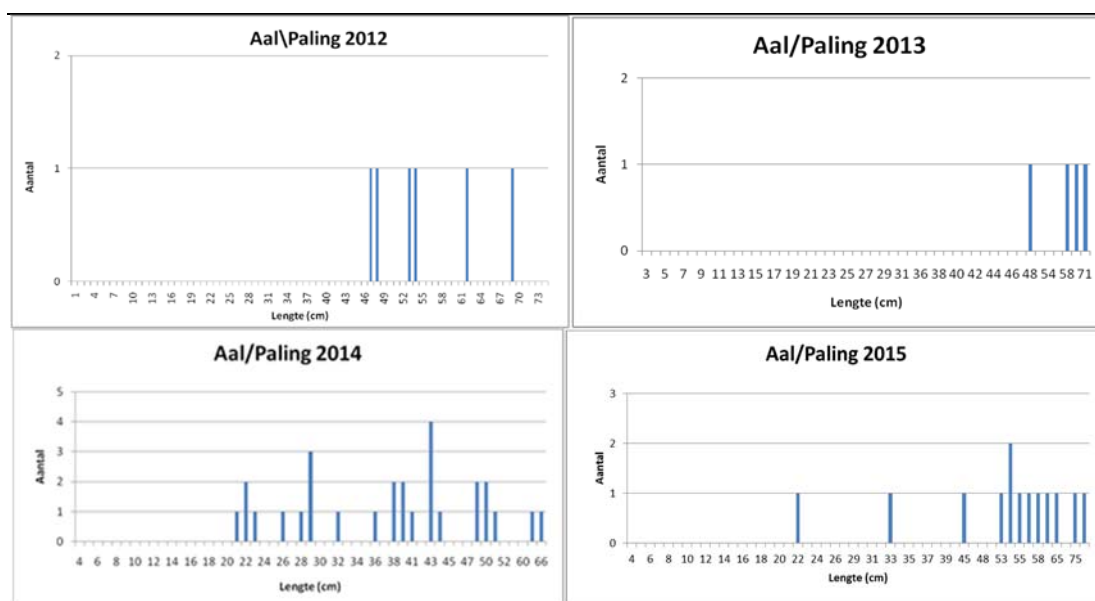 Aal\Paling 2012
2
1
0
Aantal
1 4 7 10 13 16 19 22 25 28 31 34 37 40 43 46 49 52 55 58 61 64 67 70 73
Lengte (cm)
Aal/Paling 2013
2
1
0
Aantal
3 5 7 9 11 13 15 17 19 21 23 25 27 29 31 36 38 40 42 44 46 48 54 58 71
Lengte (cm)
Aal/Paling 2014
5
4
3
2
1
0
Aantal
4 6 8 10 12 14 16 18 20 22 24 26 28 30 32 36 38 40 43 45 47 50 52 60 66
Lengte (cm)
Aal/Paling 2015
3
2
1
0
Aantal
4 6 8 10 12 14 16 18 20 22 24 26 29 31 33 35 37 39 45 48 53 55 58 65 75
Lengte (cm)